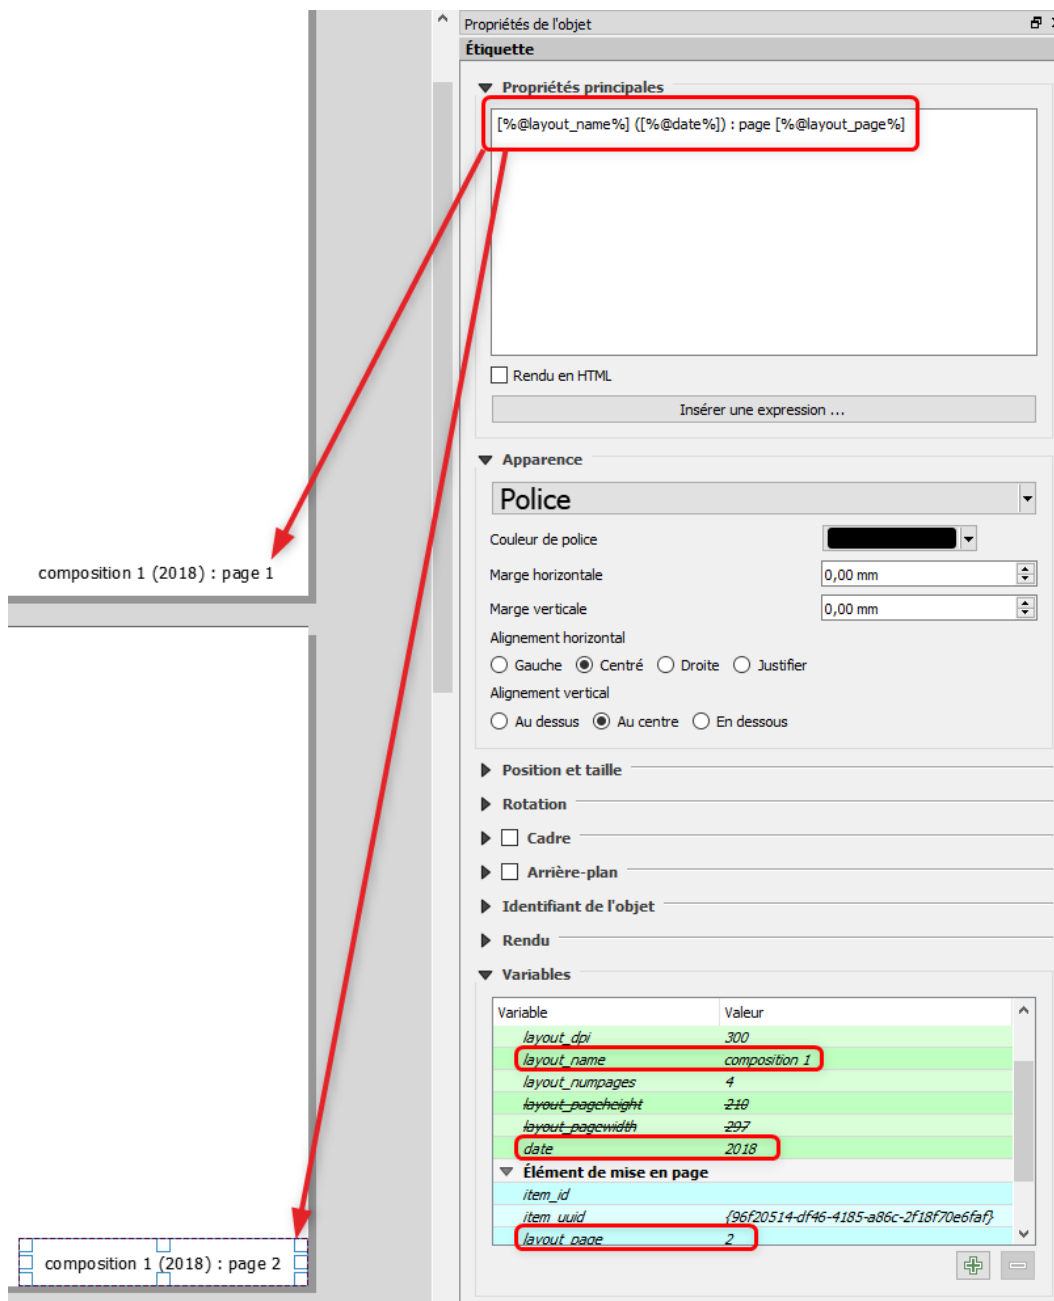 Propriétés de l'objet
Étiquette
Propriétés principales
[%@layout_name%] ([%@date%]) : page [%@layout_page%]
Rendu en HTML
Insérer une expression ...
Apparence
Police
Couleur de police
Marge horizontale 0,00 mm
Marge verticale 0,00 mm
Alignement horizontal
Gauche Centré Droite Justifier
Alignement vertical
Au dessus Au centre En dessous
Position et taille
Rotation
Cadre
Arrière-plan
Identifiant de l'objet
Rendu
Variables
Variable Valeur
layout_dpi 300
layout_name composition 1
layout_numpages 4
layout_pageheight 210
layout_pagewidth 297
date 2018
Élément de mise en page
item_id
item_uuid {96f20514-df46-4185-a86c-2f18f70e6faf}
layout_page 2
composition 1 (2018) : page 1
composition 1 (2018) : page 2